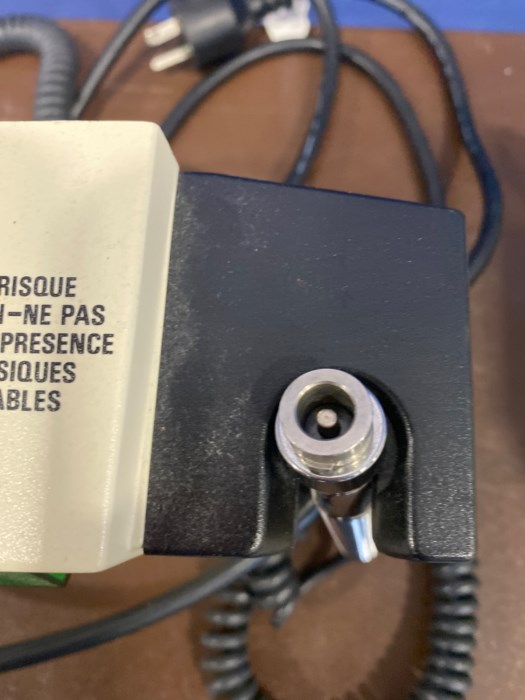 RISQUE
N-NE PAS
PRESENCE
SIQUES
ABLES